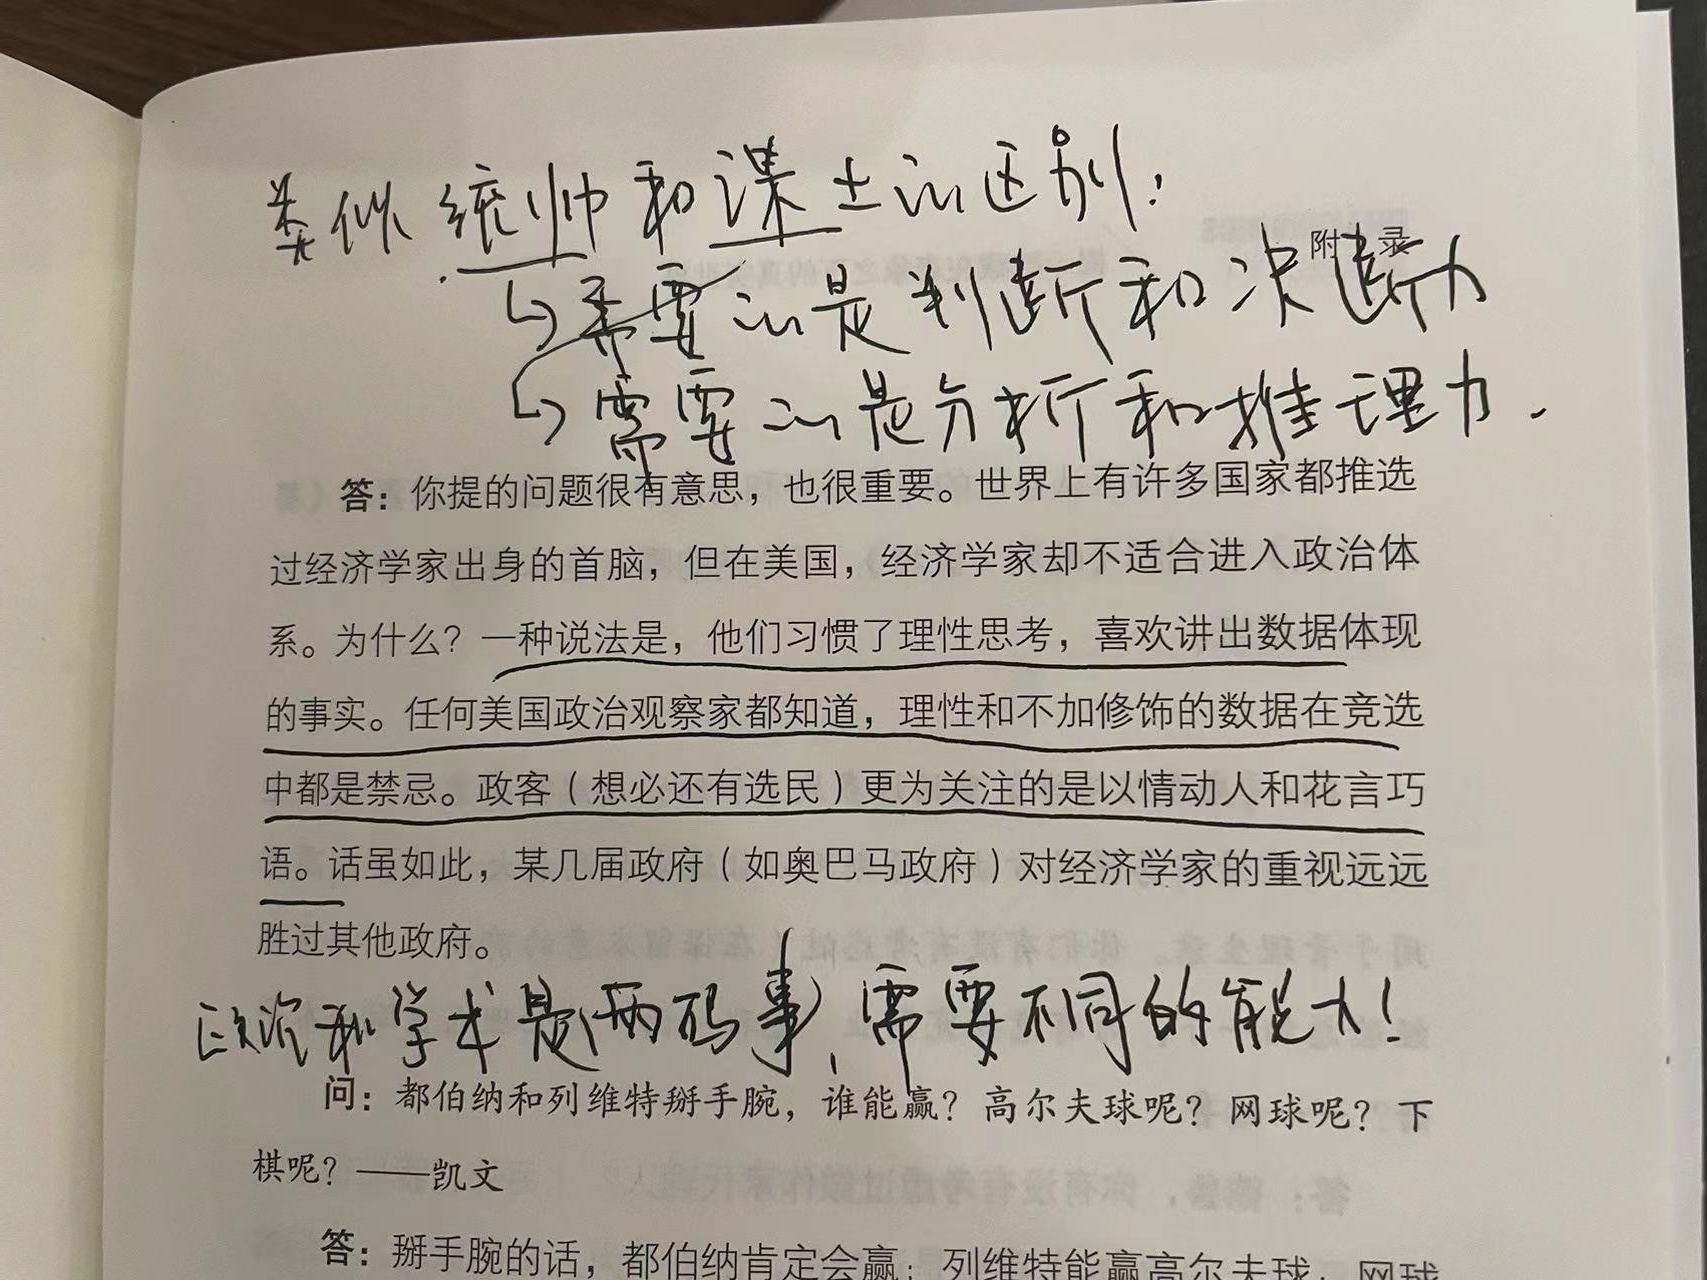 类似统帅和谋士的区别:
附 录
↳需要的是判断和决断力
↳需要的是分析和推理力.
答：你提的问题很有意思，也很重要。世界上有许多国家都推选
过经济学家出身的首脑，但在美国，经济学家却不适合进入政治体
系。为什么？一种说法是，他们习惯了理性思考，喜欢讲出数据体现
的事实。任何美国政治观察家都知道，理性和不加修饰的数据在竞选
中都是禁忌。政客（想必还有选民）更为关注的是以情动人和花言巧
语。话虽如此，某几届政府（如奥巴马政府）对经济学家的重视远远
胜过其他政府。
政治和学术是两码事,需要不同的能力!
问：都伯纳和列维特掰手腕，谁能赢？高尔夫球呢？网球呢？下
棋呢？——凯文
答：掰手腕的话，都伯纳肯定会赢；列维特能赢高尔夫球；网球